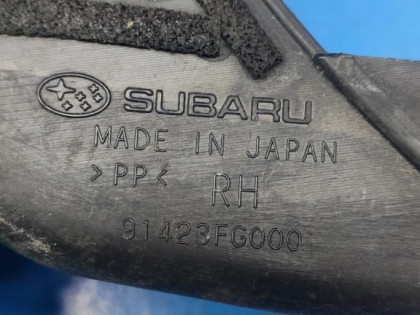 SUBARU
MADE IN JAPAN
>PP< RH
91423FG000